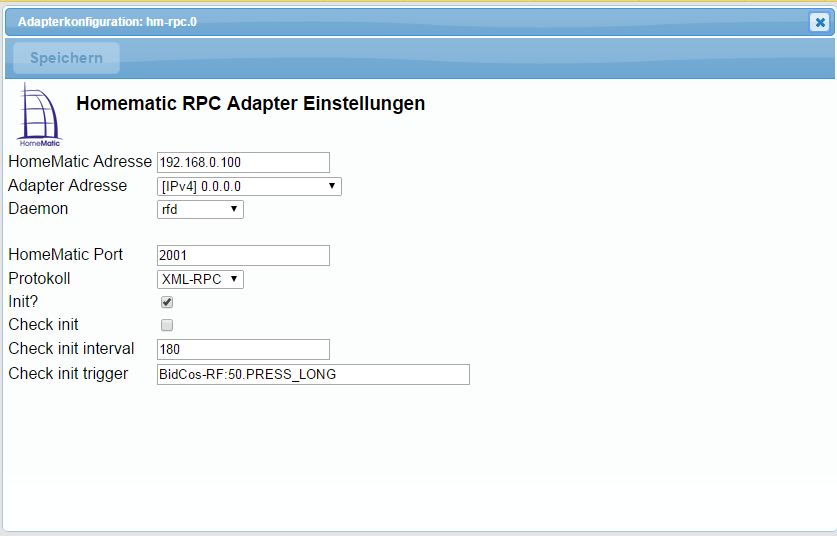 Adapterkonfiguration: hm-rpc.0
Speichern
HomeMatic
Homematic RPC Adapter Einstellungen
HomeMatic Adresse 192.168.0.100
Adapter Adresse [IPv4] 0.0.0.0
Daemon rfd
HomeMatic Port 2001
Protokoll XML-RPC
Init?
Check init
Check init interval 180
Check init trigger BidCos-RF:50.PRESS_LONG